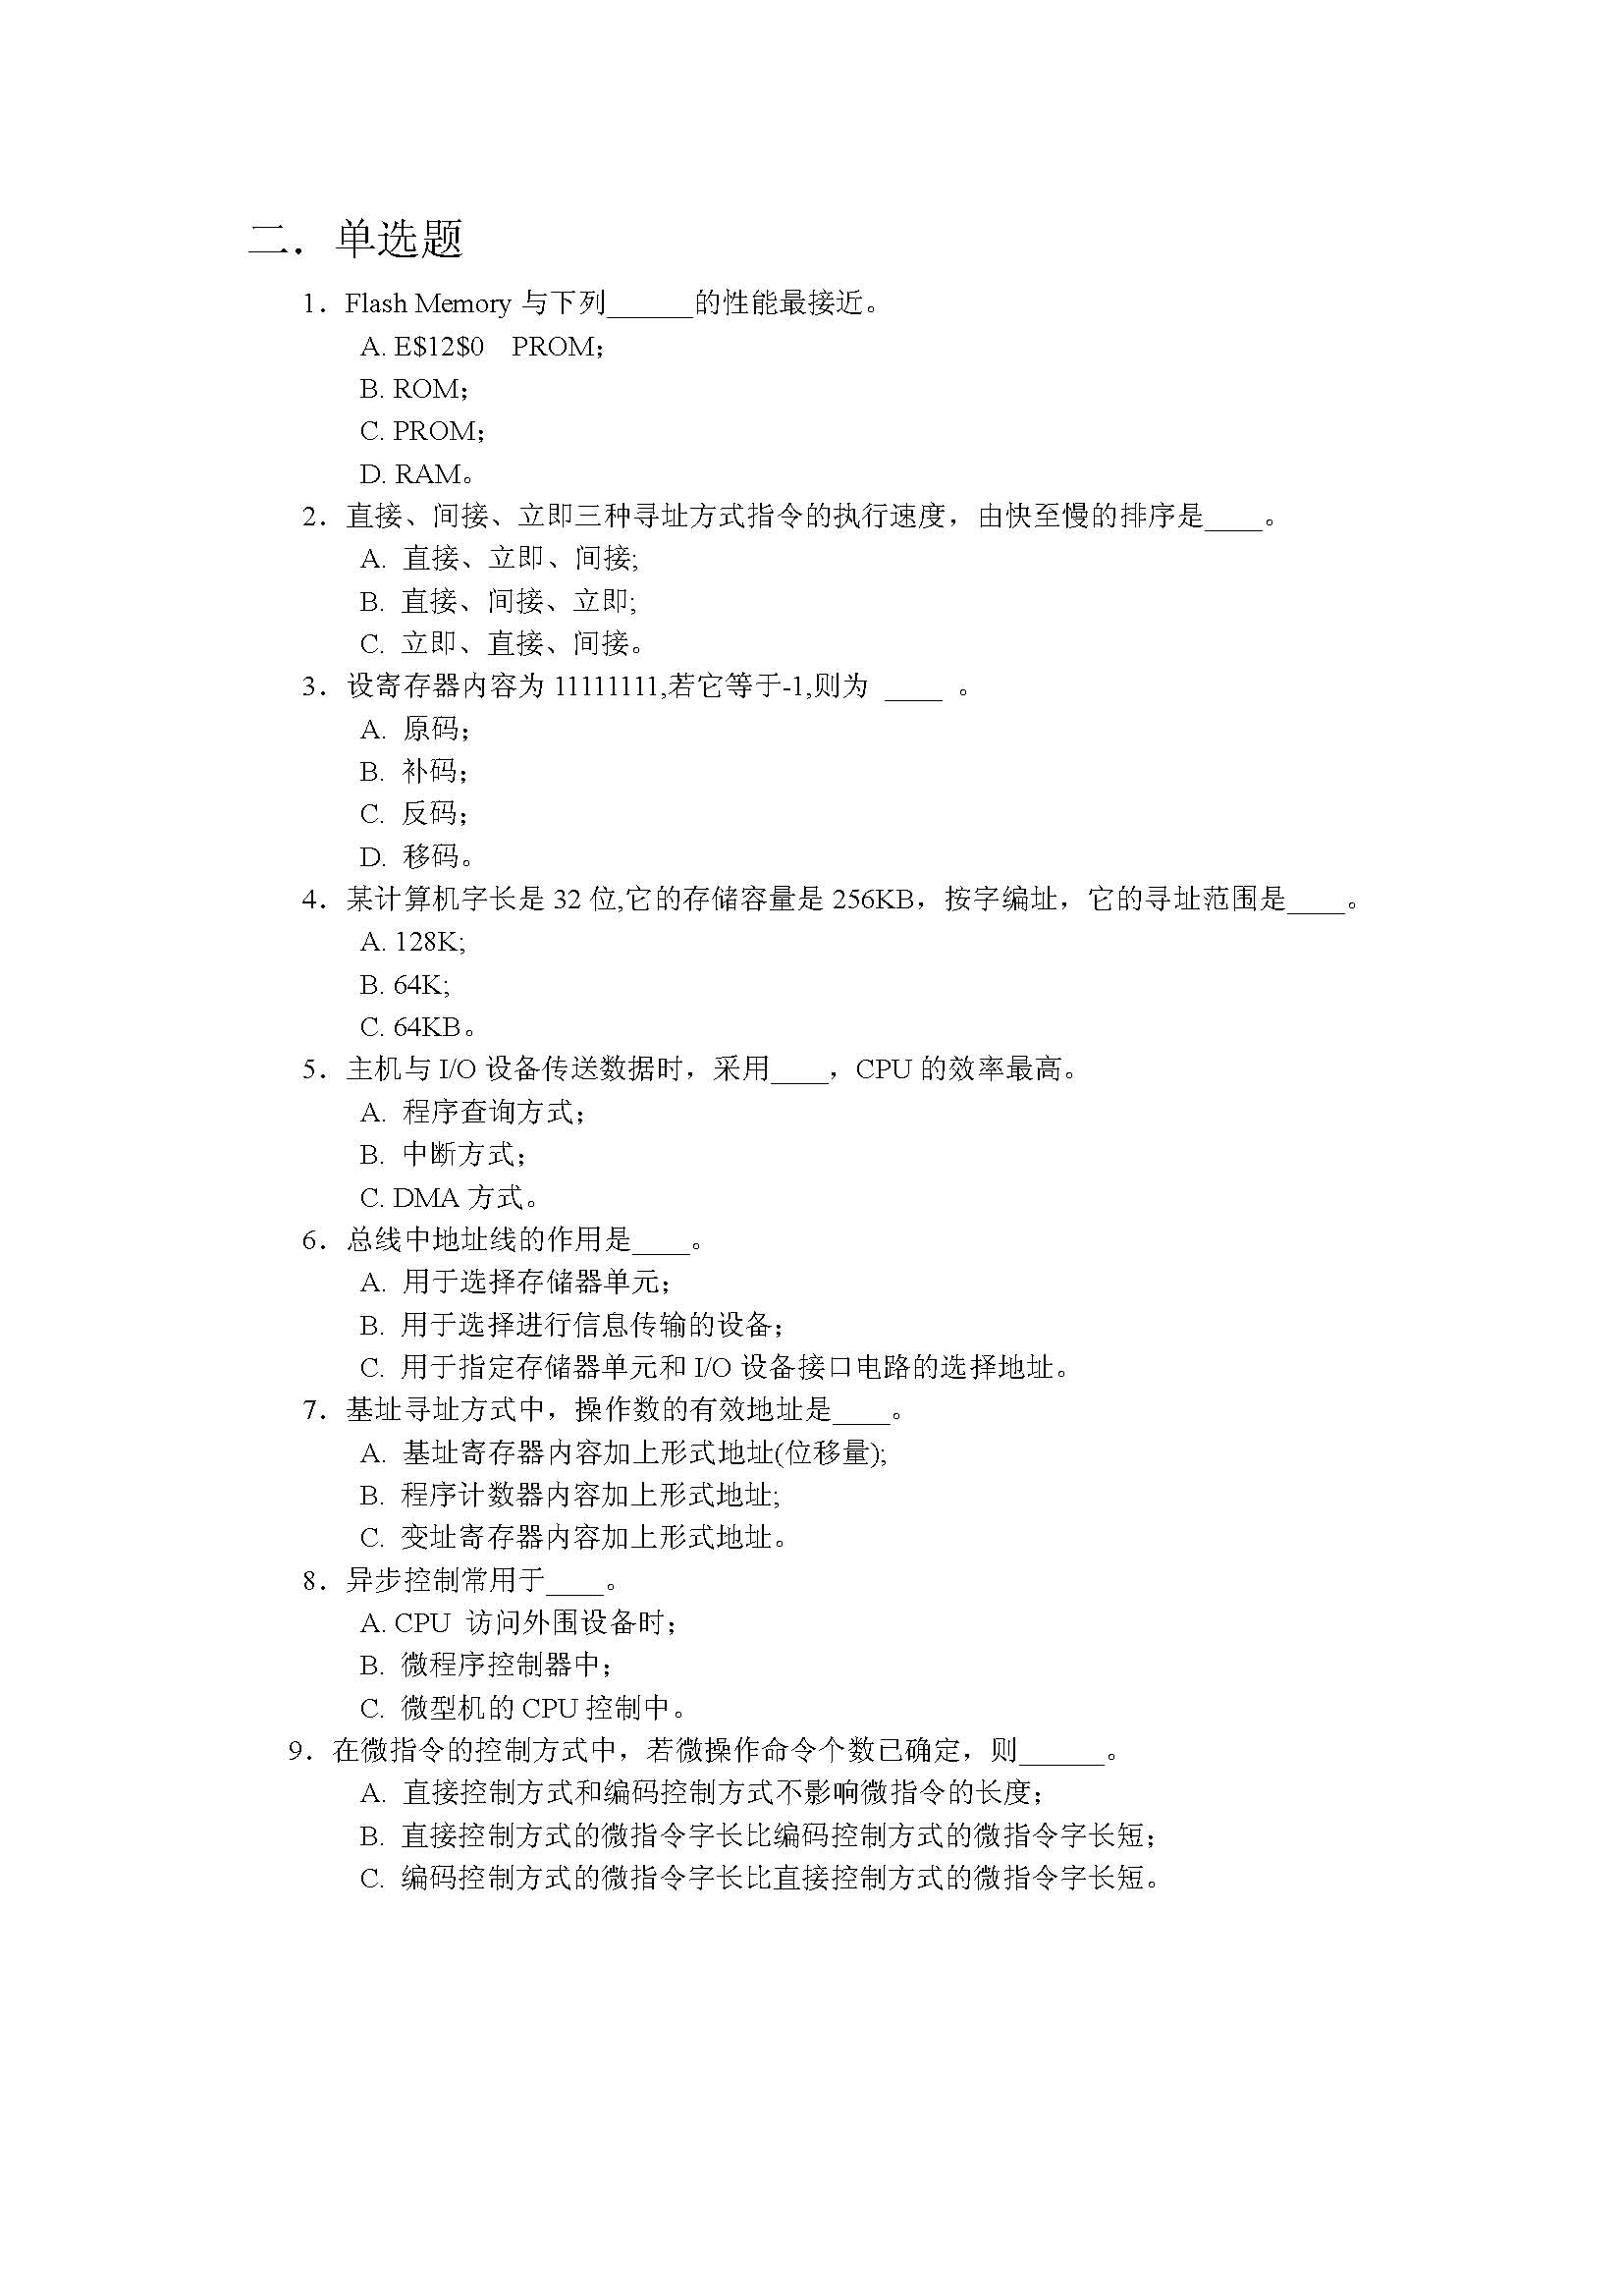 二．单选题
1．Flash Memory 与下列______的性能最接近。
A. E$12$0 PROM；
B. ROM；
C. PROM；
D. RAM。
2．直接、间接、立即三种寻址方式指令的执行速度，由快至慢的排序是____。
A. 直接、立即、间接;
B. 直接、间接、立即;
C. 立即、直接、间接。
3．设寄存器内容为 11111111,若它等于-1,则为 ____ 。
A. 原码；
B. 补码；
C. 反码；
D. 移码。
4．某计算机字长是 32 位,它的存储容量是 256KB，按字编址，它的寻址范围是____。
A. 128K;
B. 64K;
C. 64KB。
5．主机与 I/O 设备传送数据时，采用____，CPU 的效率最高。
A. 程序查询方式；
B. 中断方式；
C. DMA 方式。
6．总线中地址线的作用是____。
A. 用于选择存储器单元；
B. 用于选择进行信息传输的设备；
C. 用于指定存储器单元和 I/O 设备接口电路的选择地址。
7．基址寻址方式中，操作数的有效地址是____。
A. 基址寄存器内容加上形式地址(位移量);
B. 程序计数器内容加上形式地址;
C. 变址寄存器内容加上形式地址。
8．异步控制常用于____。
A. CPU 访问外围设备时；
B. 微程序控制器中；
C. 微型机的 CPU 控制中。
9．在微指令的控制方式中，若微操作命令个数已确定，则______。
A. 直接控制方式和编码控制方式不影响微指令的长度；
B. 直接控制方式的微指令字长比编码控制方式的微指令字长短；
C. 编码控制方式的微指令字长比直接控制方式的微指令字长短。